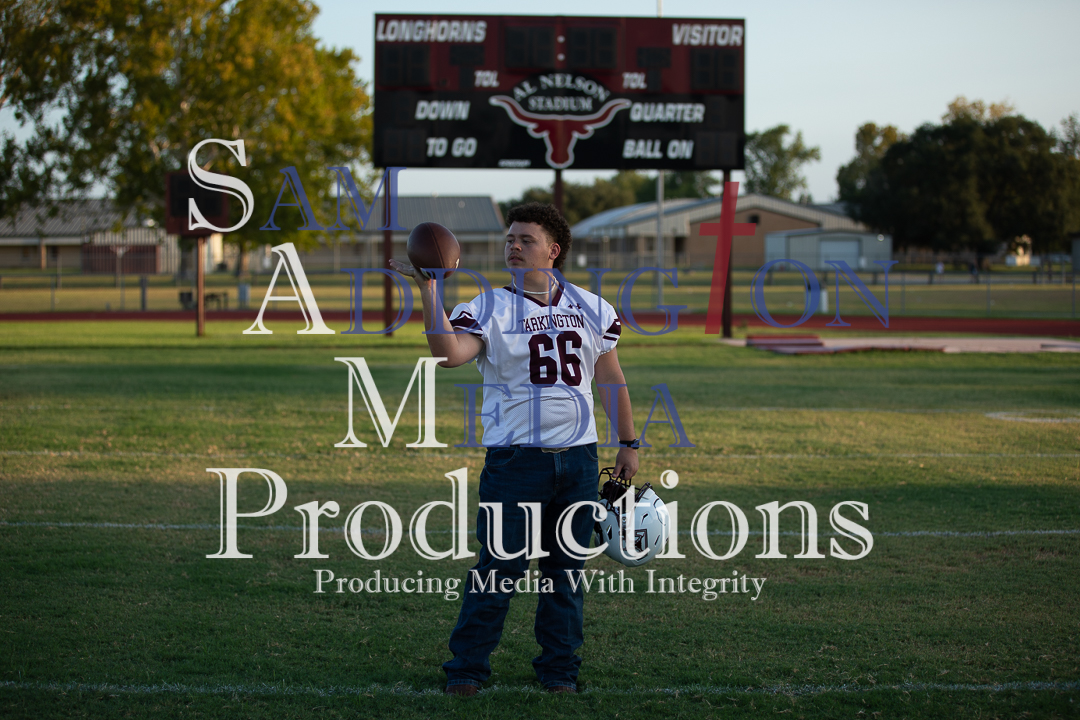 LONGHORNS VISITOR
TOL TOL
AL NELSON
STADIUM
DOWN QUARTER
TO GO BALL ON
SAM
ADDINGTON
MEDIA
Productions
Producing Media With Integrity
TARKINGTON
66